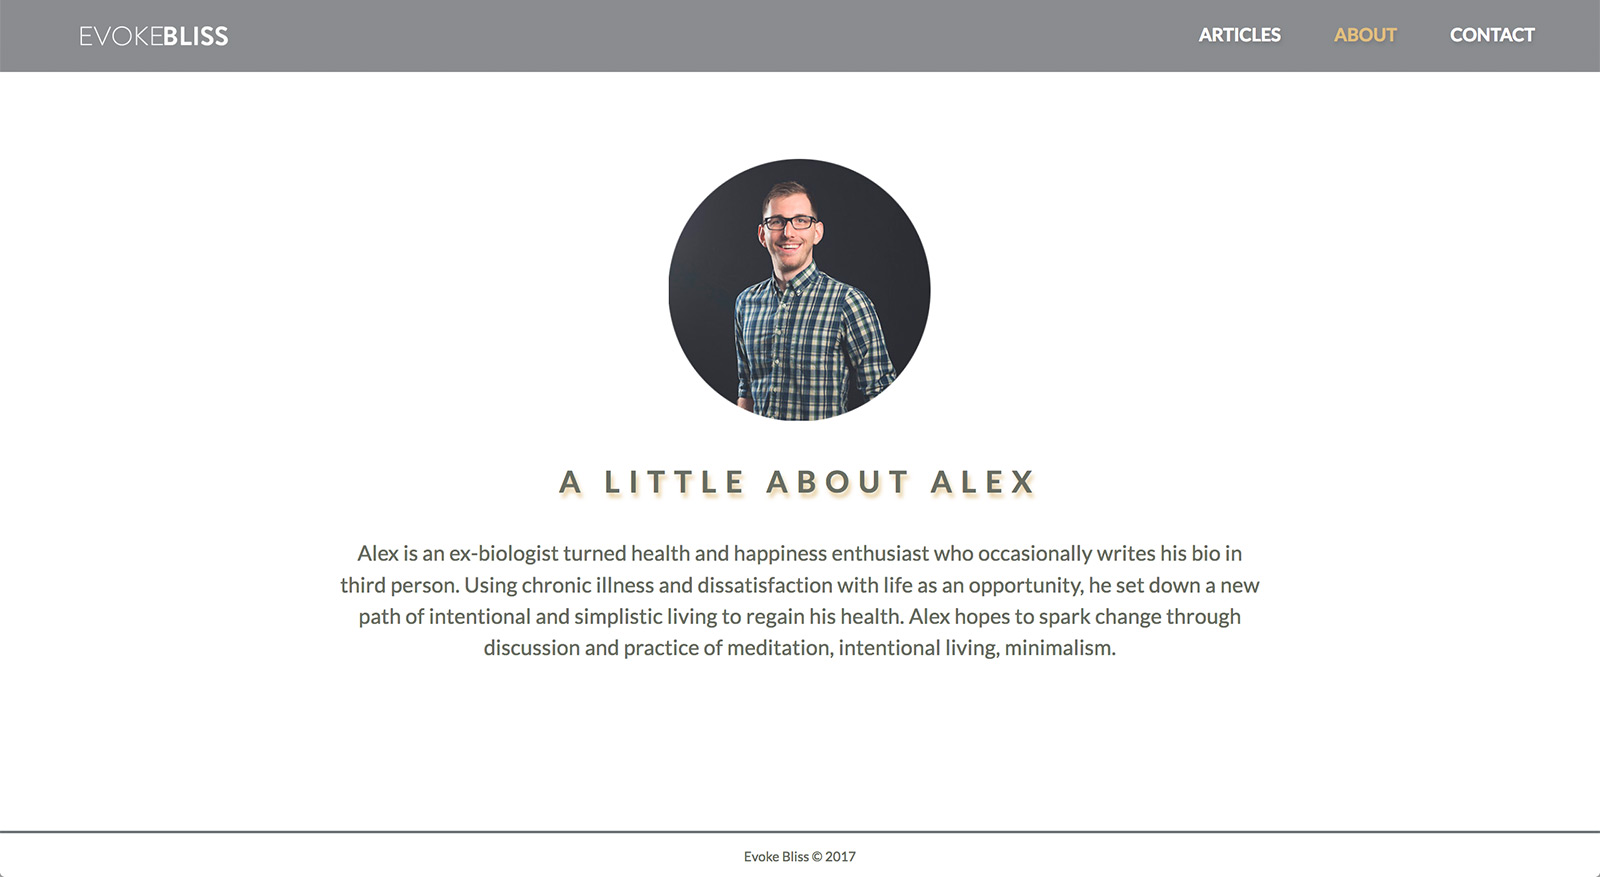 EVOKEBLISS
ARTICLES ABOUT CONTACT
A LITTLE ABOUT ALEX
Alex is an ex-biologist turned health and happiness enthusiast who occasionally writes his bio in
third person. Using chronic illness and dissatisfaction with life as an opportunity, he set down a new
path of intentional and simplistic living to regain his health. Alex hopes to spark change through
discussion and practice of meditation, intentional living, minimalism.
Evoke Bliss © 2017